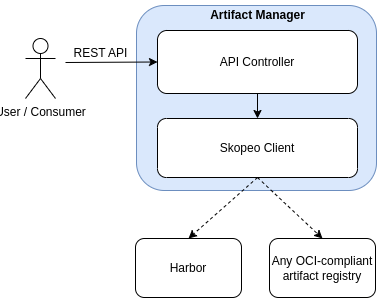 Artifact Manager
REST API
API Controller
User / Consumer
Skopeo Client
Harbor
Any OCI-compliant
artifact registry